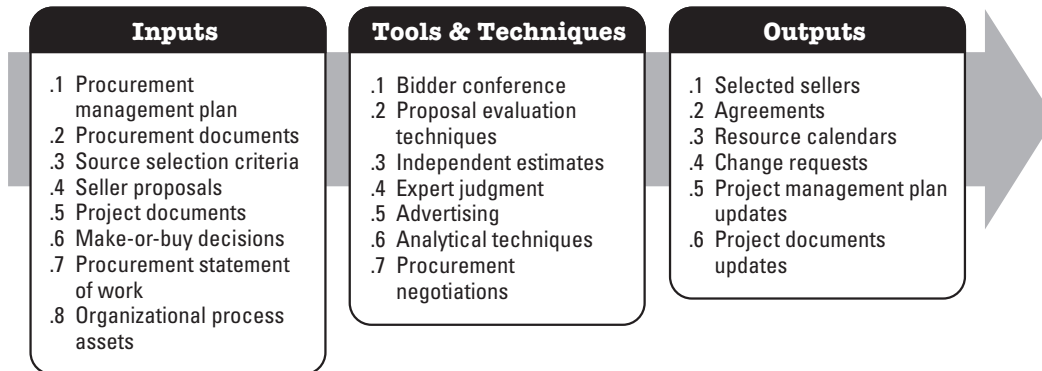 Inputs
.1 Procurement
management plan
.2 Procurement documents
.3 Source selection criteria
.4 Seller proposals
.5 Project documents
.6 Make-or-buy decisions
.7 Procurement statement
of work
.8 Organizational process
assets
Tools & Techniques
.1 Bidder conference
.2 Proposal evaluation
techniques
.3 Independent estimates
.4 Expert judgment
.5 Advertising
.6 Analytical techniques
.7 Procurement
negotiations
Outputs
.1 Selected sellers
.2 Agreements
.3 Resource calendars
.4 Change requests
.5 Project management plan
updates
.6 Project documents
updates